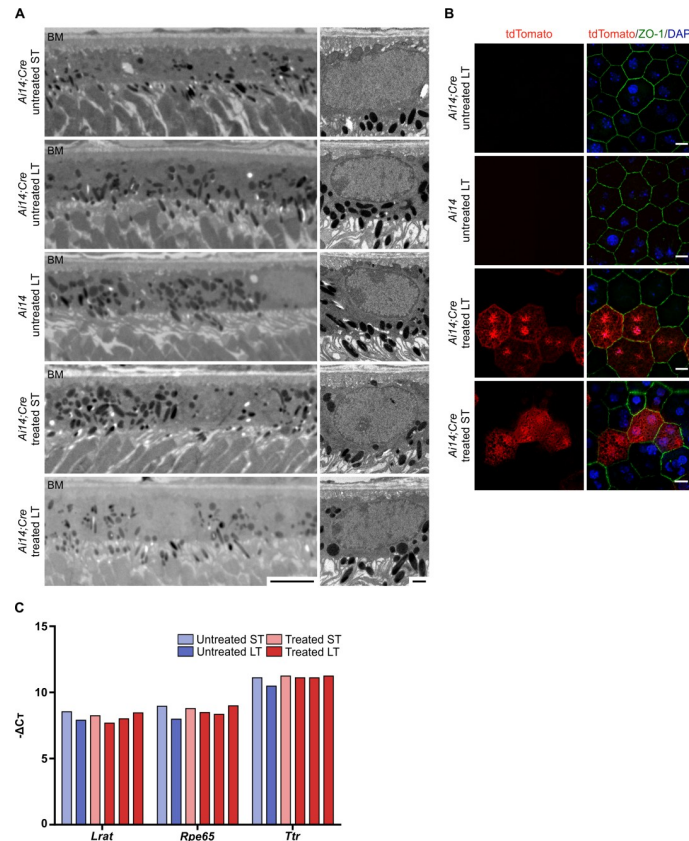 A
BM
Ai14;Cre
untreated ST
BM
Ai14;Cre
untreated LT
BM
Ai14
untreated LT
BM
Ai14;Cre
treated ST
BM
Ai14;Cre
treated LT
B
tdTomato
tdTomato/ZO-1/DAPI
Ai14;Cre
untreated LT
Ai14
untreated LT
Ai14;Cre
treated LT
Ai14;Cre
treated ST
C
15
10
5
0
-ΔCT
Untreated ST
Treated ST
Untreated LT
Treated LT
Lrat
Rpe65
Ttr